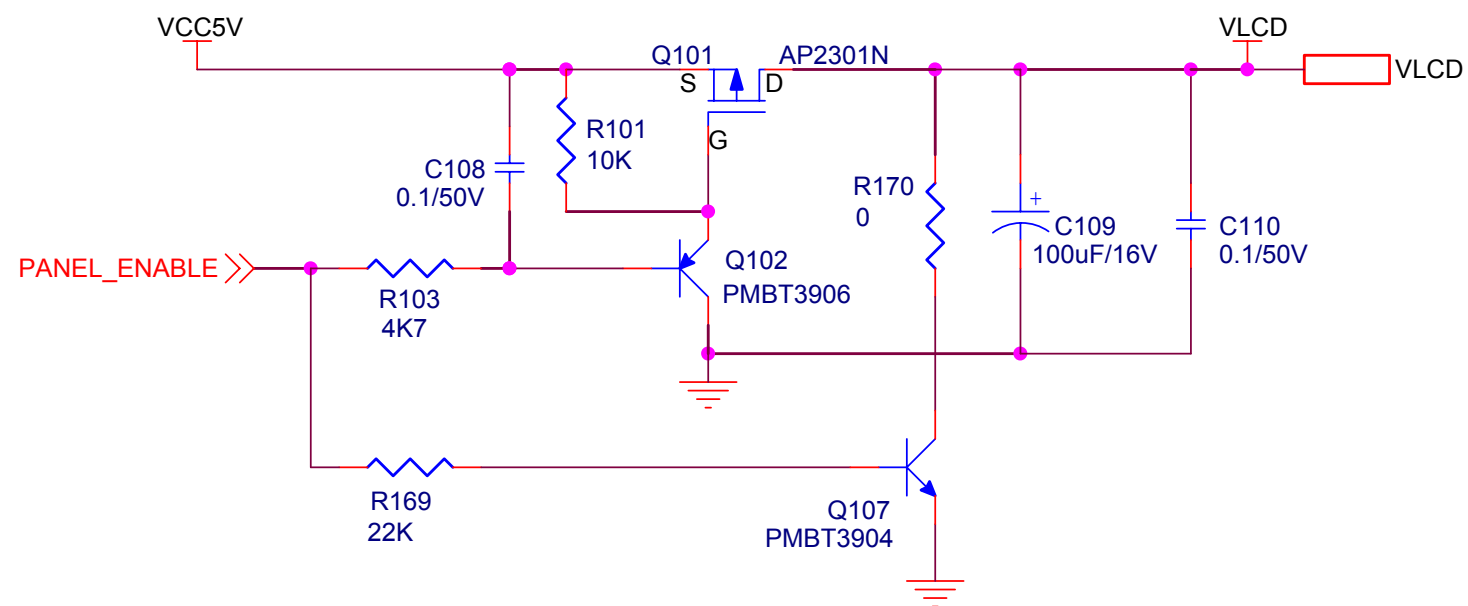 VCC5V
VLCD
Q101
AP2301N
S
D
VLCD
G
R101
10K
C108
0.1/50V
R170
0
+
C109
100uF/16V
C110
0.1/50V
PANEL_ENABLE
Q102
PMBT3906
R103
4K7
R169
22K
Q107
PMBT3904